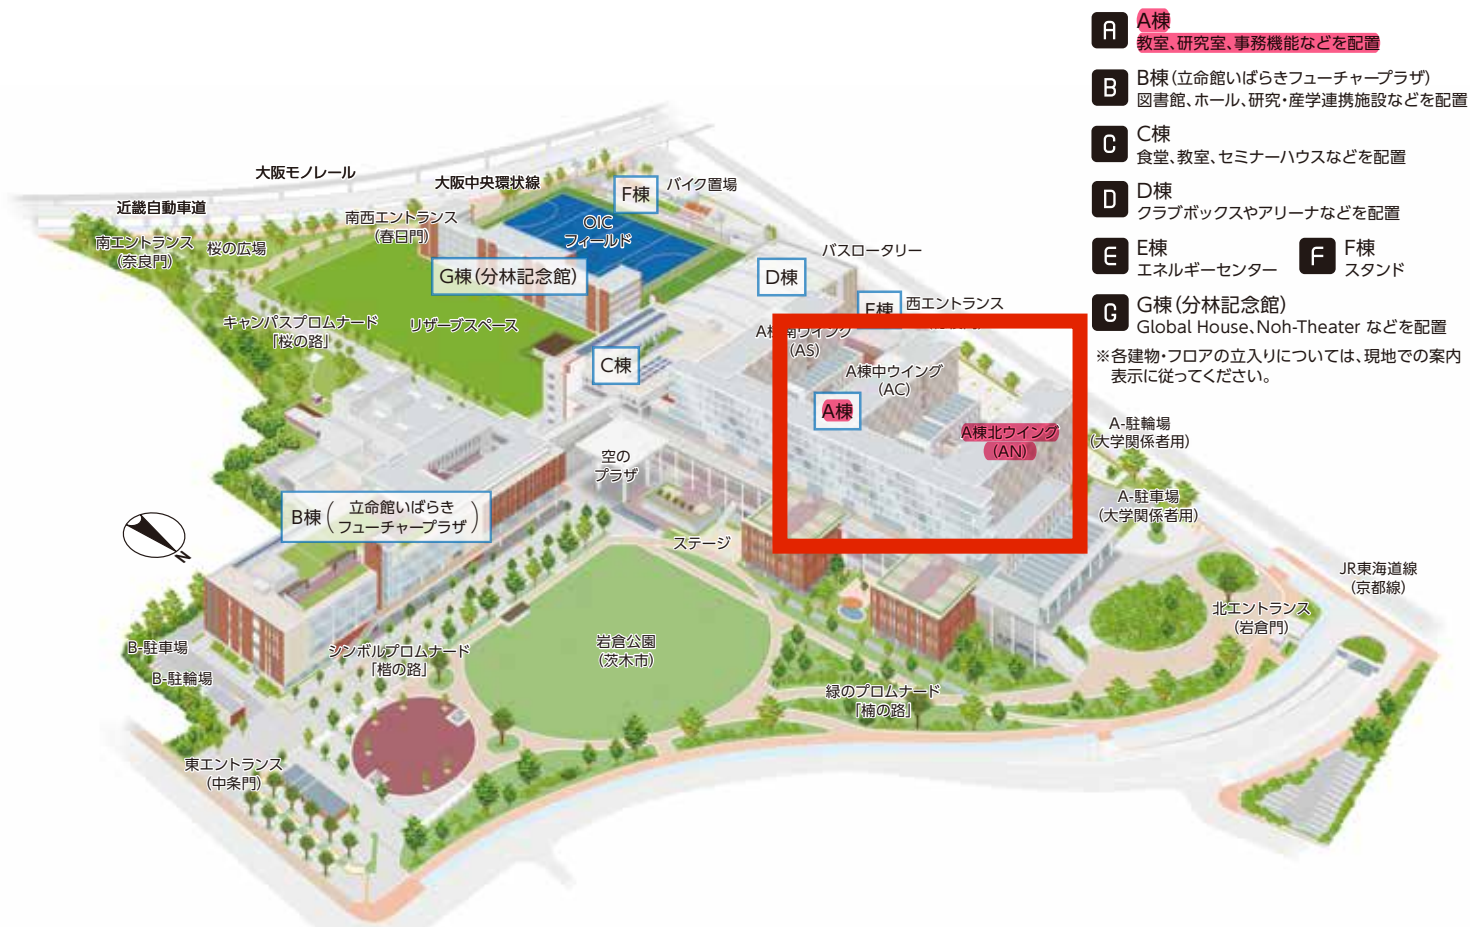 A
A棟
教室、研究室、事務機能などを配置
B
B棟(立命館いばらきフューチャープラザ)
図書館、ホール、研究・産学連携施設などを配置
C
C棟
食堂、教室、セミナーハウスなどを配置
D
D棟
クラブボックスやアリーナなどを配置
E
E棟
エネルギーセンター
F
F棟
スタンド
G
G棟(分林記念館)
Global House、Noh-Theater などを配置
※各建物・フロアの立入りについては、現地での案内
表示に従ってください。
大阪モノレール
大阪中央環状線
近畿自動車道
F棟
バイク置場
南西エントランス
(春日門)
OIC
フィールド
南エントランス
(奈良門)
桜の広場
バスロータリー
G棟(分林記念館)
D棟
E棟
西エントランス
キャンパスプロムナード
「桜の路」
リザーブスペース
A棟南ウイング
(AS)
C棟
A棟中ウイング
(AC)
A棟
A棟北ウイング
(AN)
A-駐輪場
(大学関係者用)
空の
プラザ
A-駐車場
(大学関係者用)
B棟(立命館いばらき
フューチャープラザ)
N
ステージ
JR東海道線
(京都線)
北エントランス
(岩倉門)
岩倉公園
(茨木市)
B-駐車場
シンボルプロムナード
「楷の路」
B-駐輪場
緑のプロムナード
「楠の路」
東エントランス
(中条門)